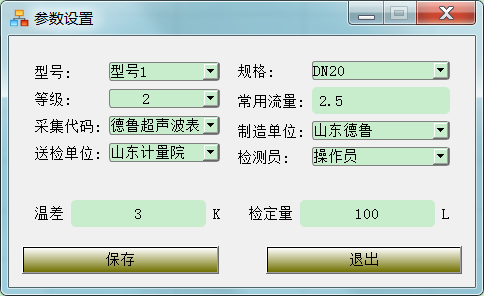 参数设置
型号: 型号1 规格: DN20
等级: 2 常用流量: 2.5
采集代码: 德鲁超声波表 制造单位: 山东德鲁
送检单位: 山东计量院 检测员: 操作员
温差 3 K 检定量 100 L
保存 退出